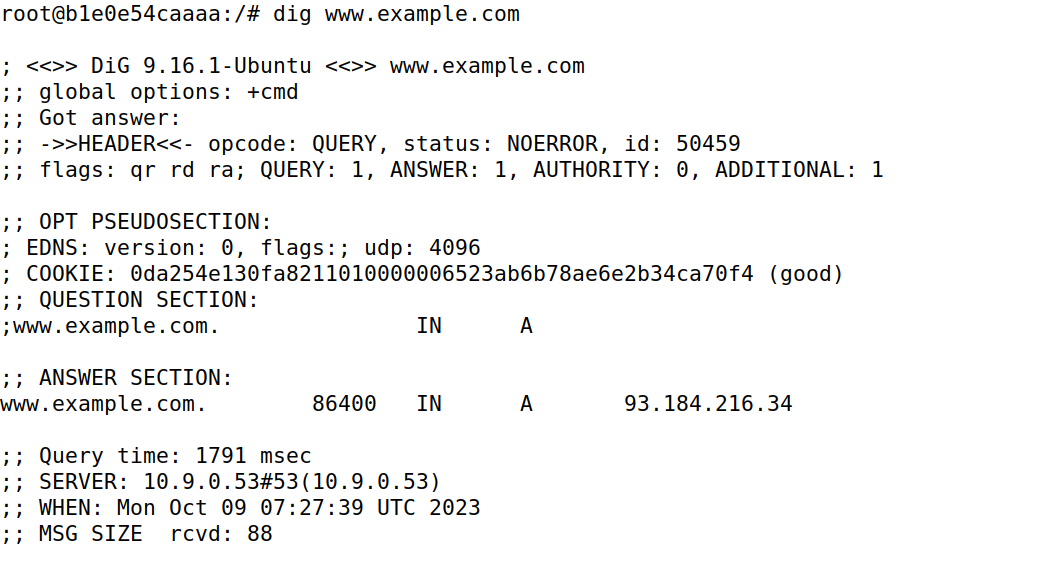 root@b1e0e54caaaa:/# dig www.example.com
; <<>> DiG 9.16.1-Ubuntu <<>> www.example.com
;; global options: +cmd
;; Got answer:
;; ->>HEADER<<- opcode: QUERY, status: NOERROR, id: 50459
;; flags: qr rd ra; QUERY: 1, ANSWER: 1, AUTHORITY: 0, ADDITIONAL: 1
;; OPT PSEUDOSECTION:
; EDNS: version: 0, flags:; udp: 4096
; COOKIE: 0da254e130fa8211010000006523ab6b78ae6e2b34ca70f4 (good)
;; QUESTION SECTION:
;www.example.com. IN A
;; ANSWER SECTION:
www.example.com. 86400 IN A 93.184.216.34
;; Query time: 1791 msec
;; SERVER: 10.9.0.53#53(10.9.0.53)
;; WHEN: Mon Oct 09 07:27:39 UTC 2023
;; MSG SIZE  rcvd: 88